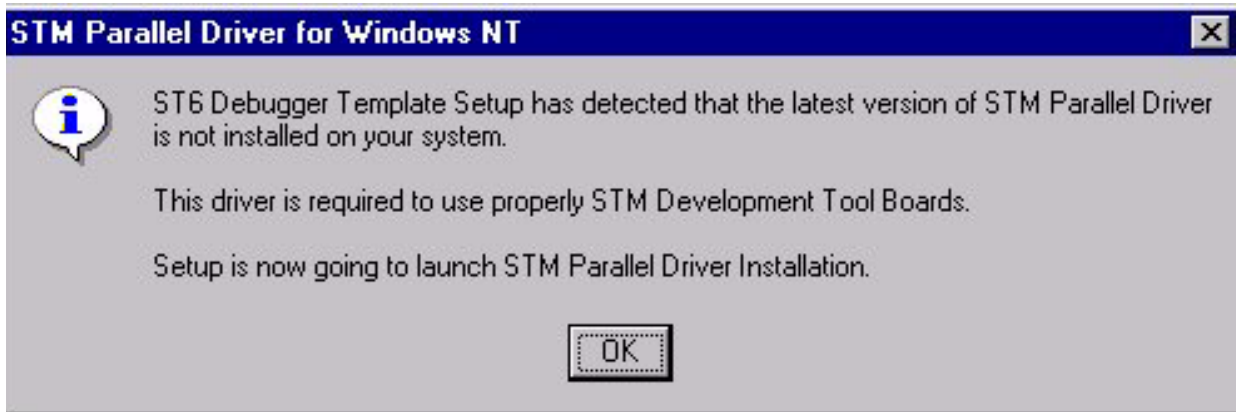 STM Parallel Driver for Windows NT
ST6 Debugger Template Setup has detected that the latest version of STM Parallel Driver
is not installed on your system.
This driver is required to use properly STM Development Tool Boards.
Setup is now going to launch STM Parallel Driver Installation.
OK